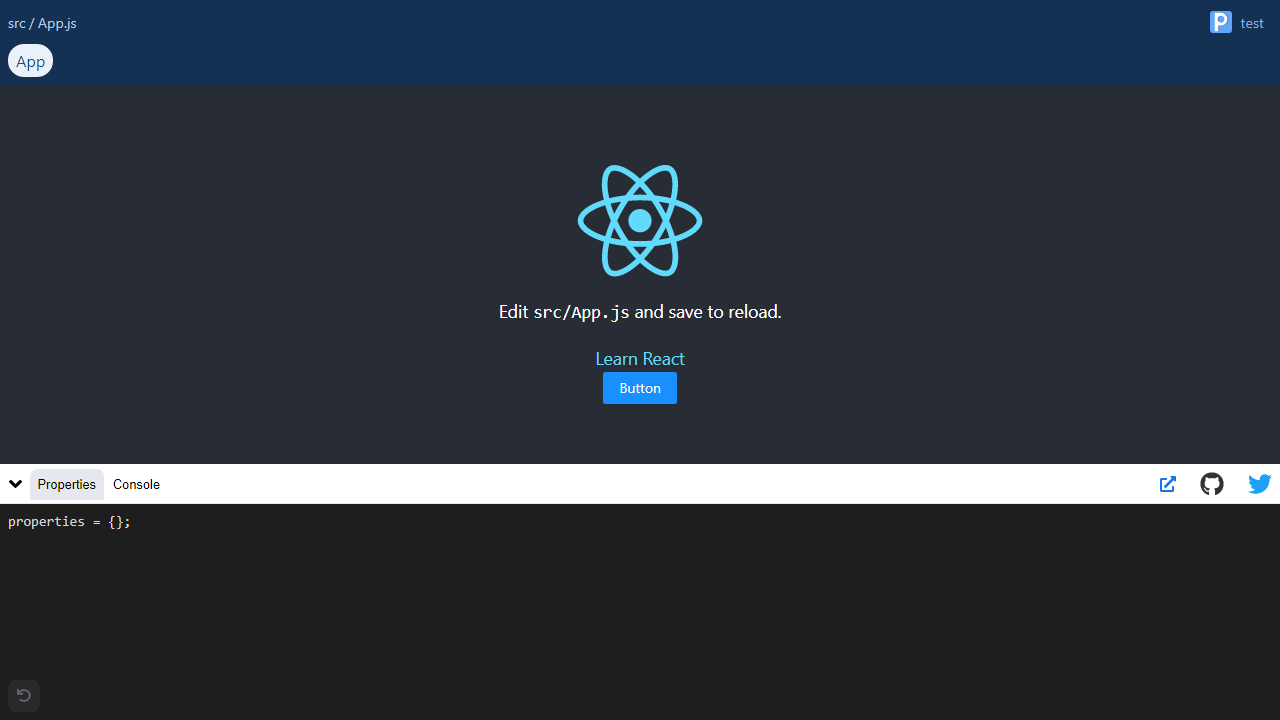 src / App.js
P test
App
Edit src/App.js and save to reload.
Learn React
Button
Properties Console
properties = {};